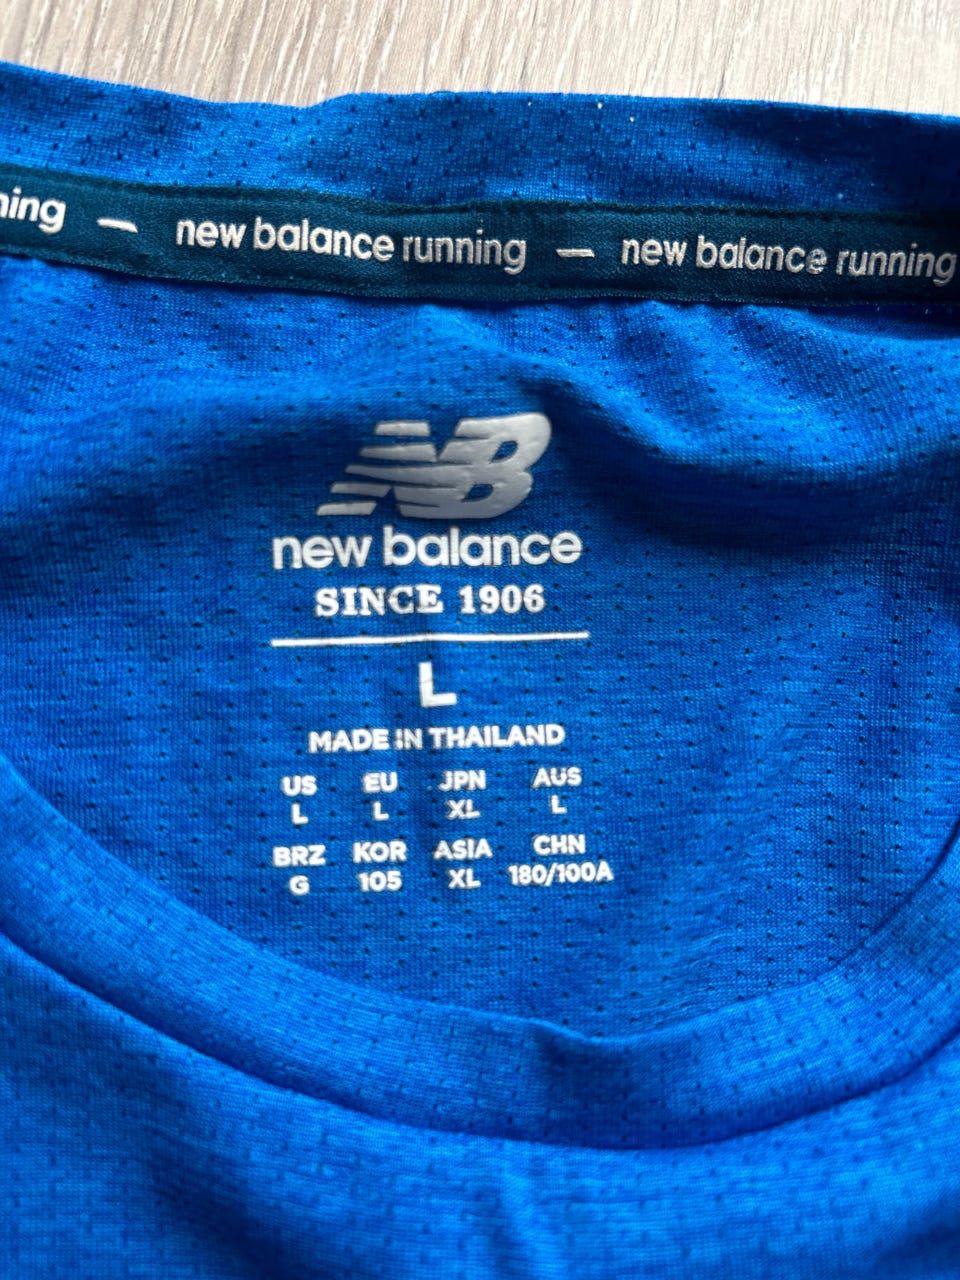 ning — new balance running — new balance running
NB
new balance
SINCE 1906
L
MADE IN THAILAND
US EU JPN AUS
L L XL L
BRZ KOR ASIA CHN
G 105 XL 180/100A